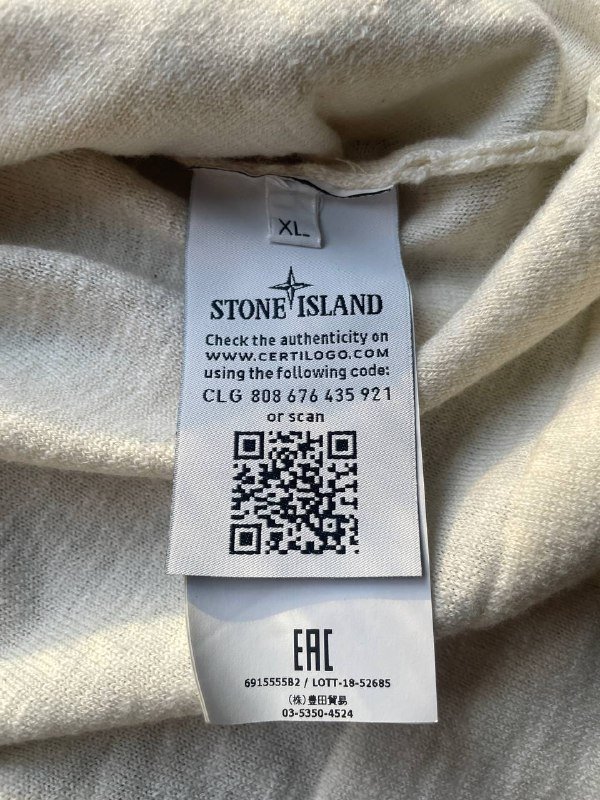 XL
STONE ISLAND
Check the authenticity on
WWW.CERTILOGO.COM
using the following code:
CLG 808 676 435 921
or scan
EAC
6915555B2 / LOTT-18-52685
(株)豊田貿易
03-5350-4524